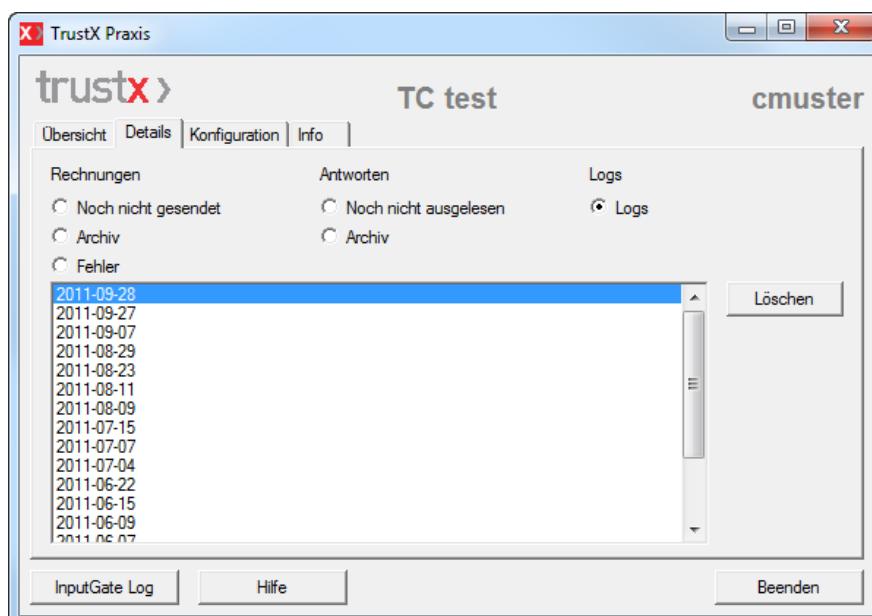 TrustX Praxis
trustx
TC test
cmuster
Übersicht
Details
Konfiguration
Info
Rechnungen
Antworten
Logs
Noch nicht gesendet
Noch nicht ausgelesen
Logs
Archiv
Archiv
Fehler
2011-09-28
Löschen
2011-09-27
2011-09-07
2011-08-29
2011-08-23
2011-08-11
2011-08-09
2011-07-15
2011-07-07
2011-07-04
2011-06-22
2011-06-15
2011-06-09
2011-06-07
InputGate Log
Hilfe
Beenden